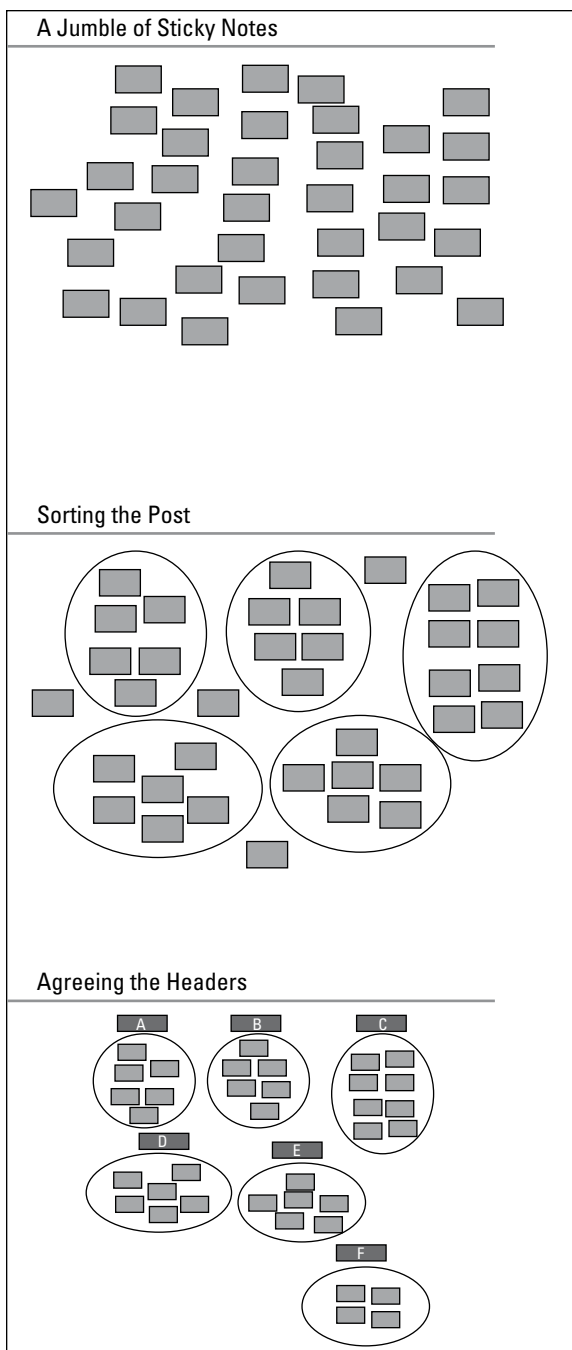 A Jumble of Sticky Notes
Sorting the Post
Agreeing the Headers
A
B
C
D
E
F